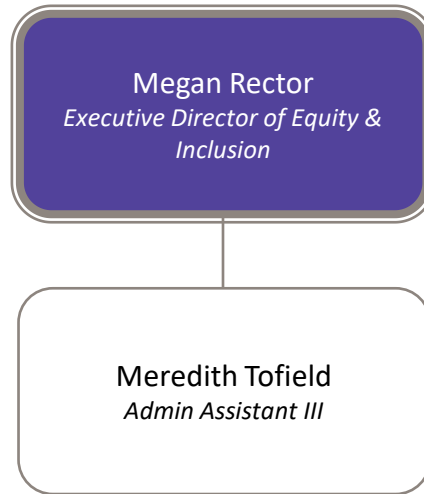 Megan Rector
Executive Director of Equity &
Inclusion
Meredith Tofield
Admin Assistant III